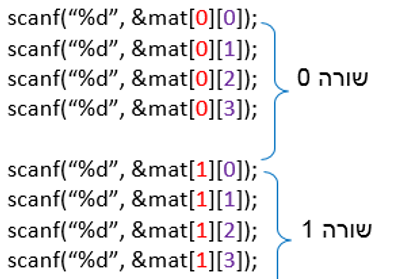 scanf(“%d”, &mat[0][0]);
scanf(“%d”, &mat[0][1]);
scanf(“%d”, &mat[0][2]);
scanf(“%d”, &mat[0][3]);
שורה 0
scanf(“%d”, &mat[1][0]);
scanf(“%d”, &mat[1][1]);
scanf(“%d”, &mat[1][2]);
scanf(“%d”, &mat[1][3]);
שורה 1